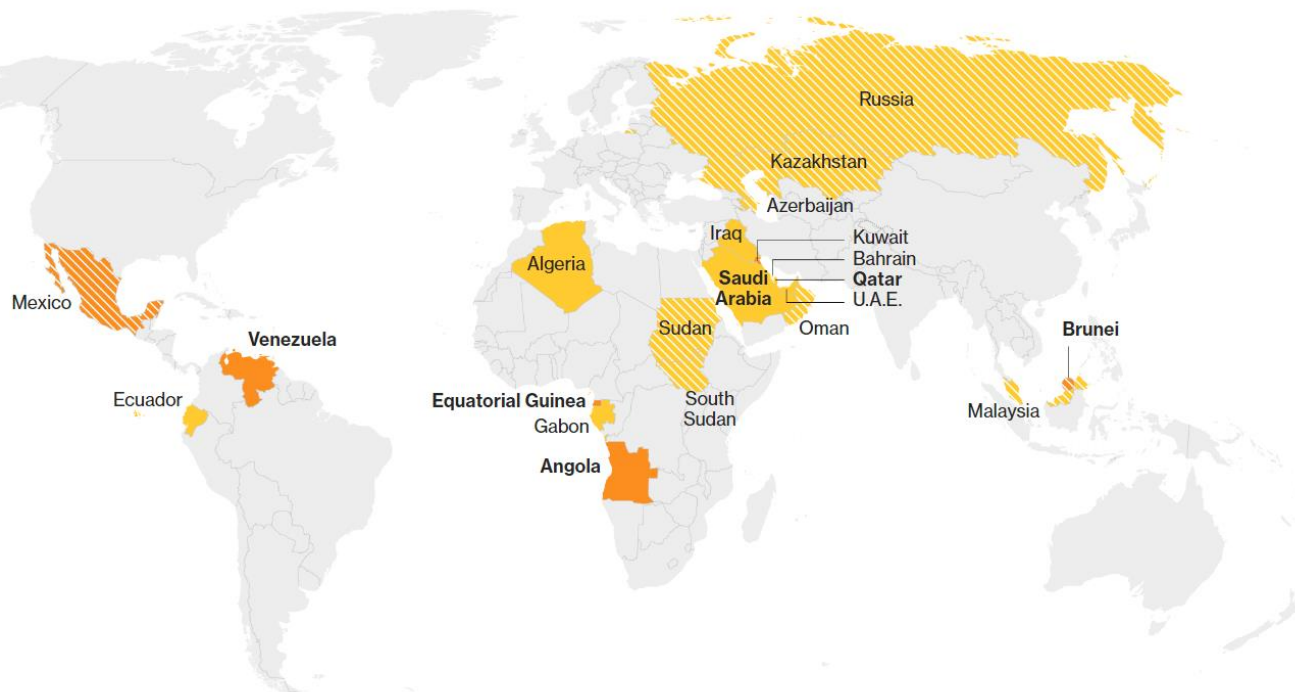 Russia
Kazakhstan
Azerbaijan
Iraq
Kuwait
Bahrain
Algeria
Saudi
Arabia
Qatar
U.A.E.
Mexico
Sudan
Oman
Venezuela
Brunei
Ecuador
Equatorial Guinea
South
Sudan
Gabon
Malaysia
Angola